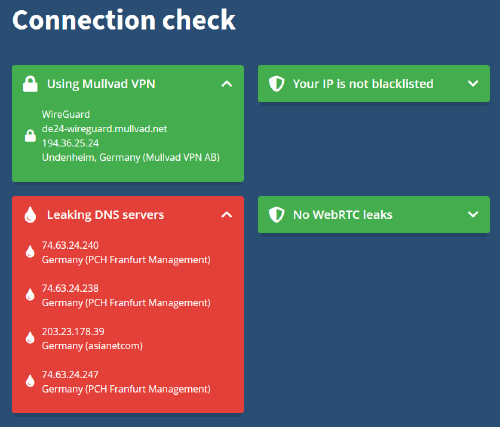 Connection check
Using Mullvad VPN
WireGuard
de24-wireguard.mullvad.net
194.36.25.24
Undenheim, Germany (Mullvad VPN AB)
Your IP is not blacklisted
Leaking DNS servers
74.63.24.240
Germany (PCH Franfurt Management)
74.63.24.238
Germany (PCH Franfurt Management)
203.23.178.39
Germany (asianetcom)
74.63.24.247
Germany (PCH Franfurt Management)
No WebRTC leaks